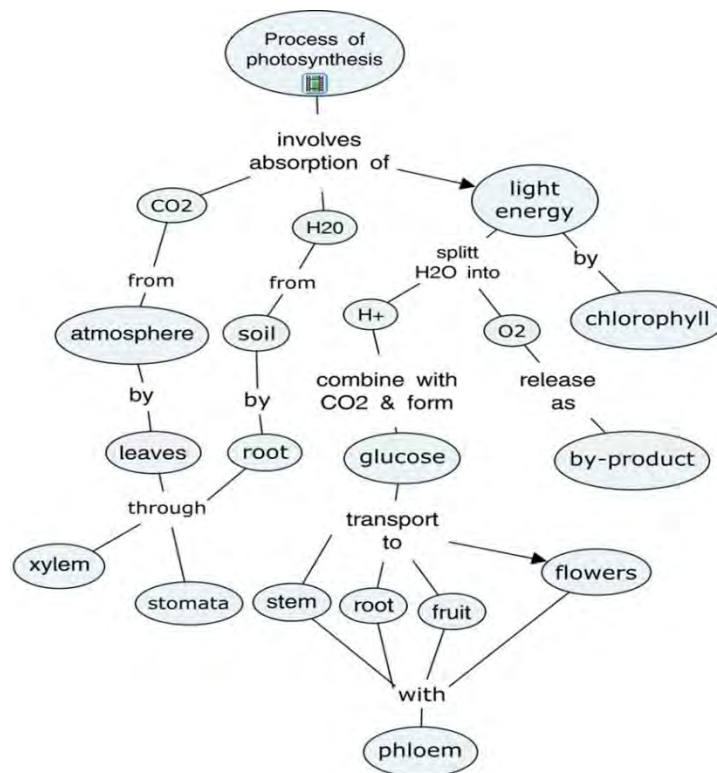 Process of
photosynthesis
involves
absorption of
CO2
H20
light
energy
from
from
splitt
H2O into
by
atmosphere
soil
H+
O2
chlorophyll
by
by
combine with
CO2 & form
release
as
leaves
root
glucose
by-product
through
transport
to
xylem
stomata
stem
root
fruit
flowers
with
phloem